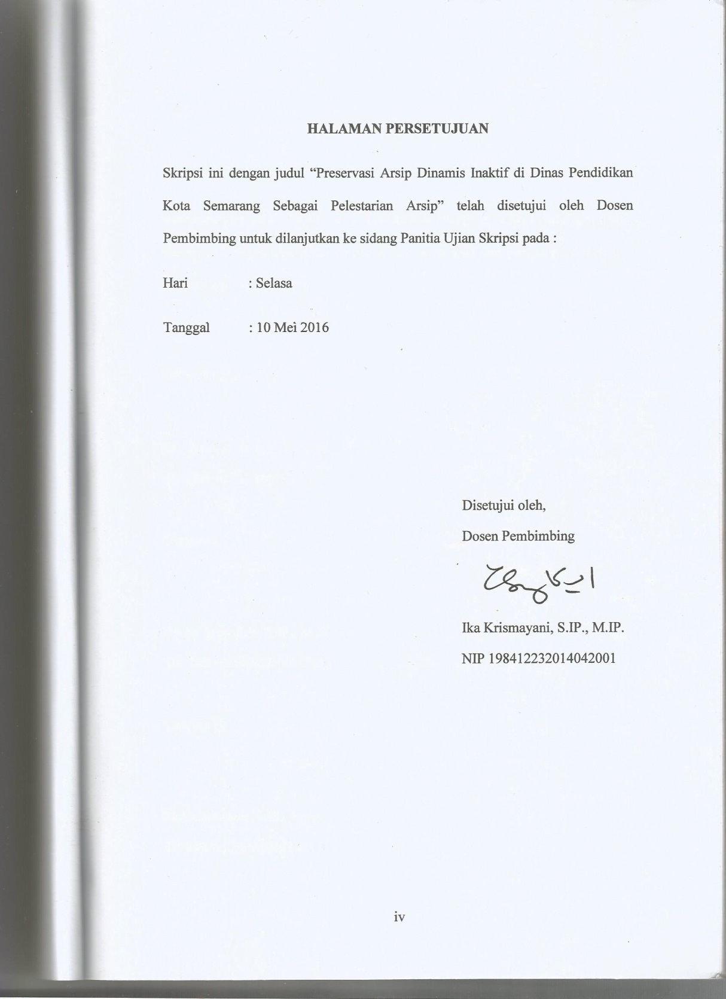 HALAMAN PERSETUJUAN
Skripsi ini dengan judul “Preservasi Arsip Dinamis Inaktif di Dinas Pendidikan
Kota Semarang Sebagai Pelestarian Arsip” telah disetujui oleh Dosen
Pembimbing untuk dilanjutkan ke sidang Panitia Ujian Skripsi pada :
Hari : Selasa
Tanggal : 10 Mei 2016
Disetujui oleh,
Dosen Pembimbing
Ika Krismayani, S.IP., M.IP.
NIP 198412232014042001
iv